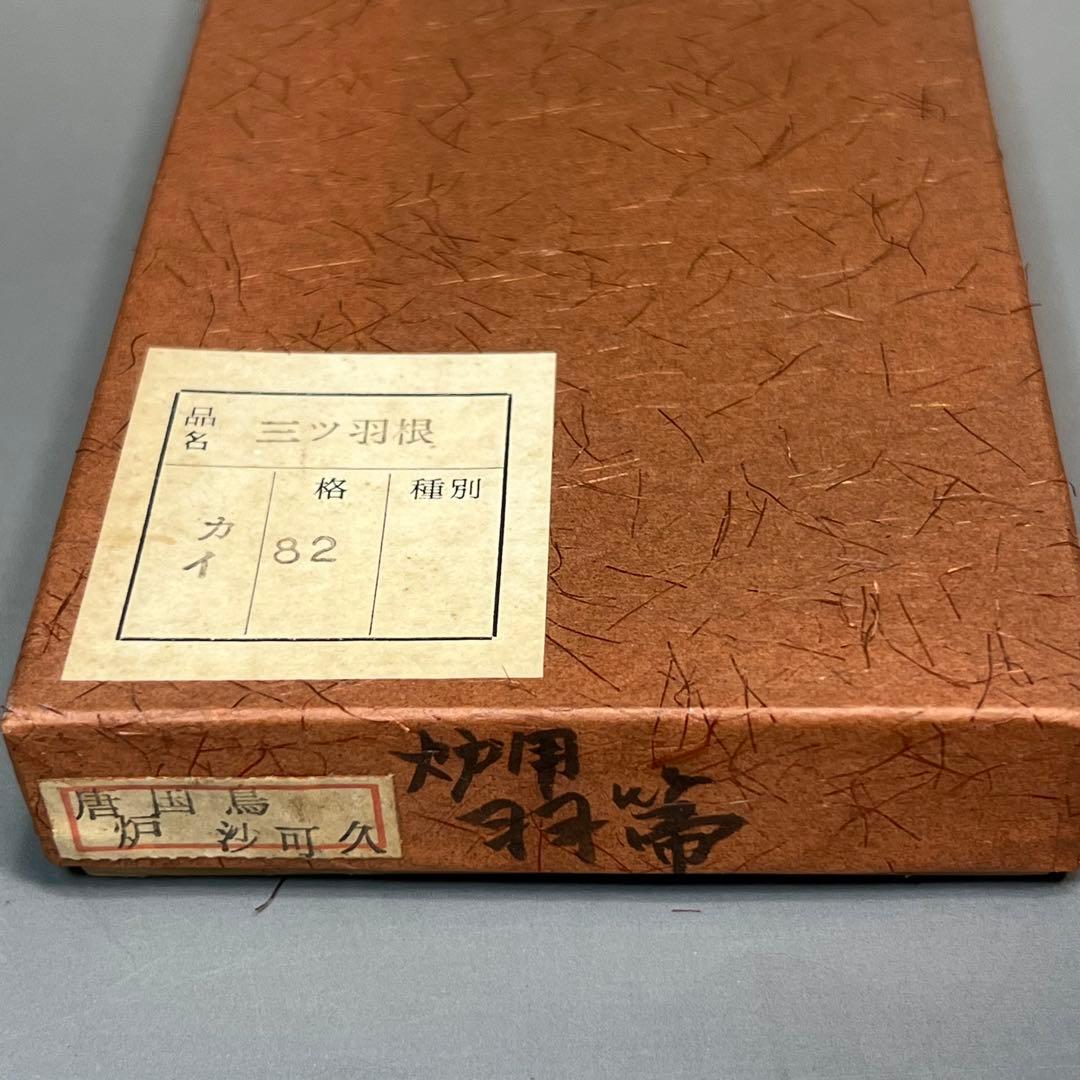 品名 三ツ羽根
格 種別
カイ 82
唐国鳥
炉 沙可久
炉用
羽箒